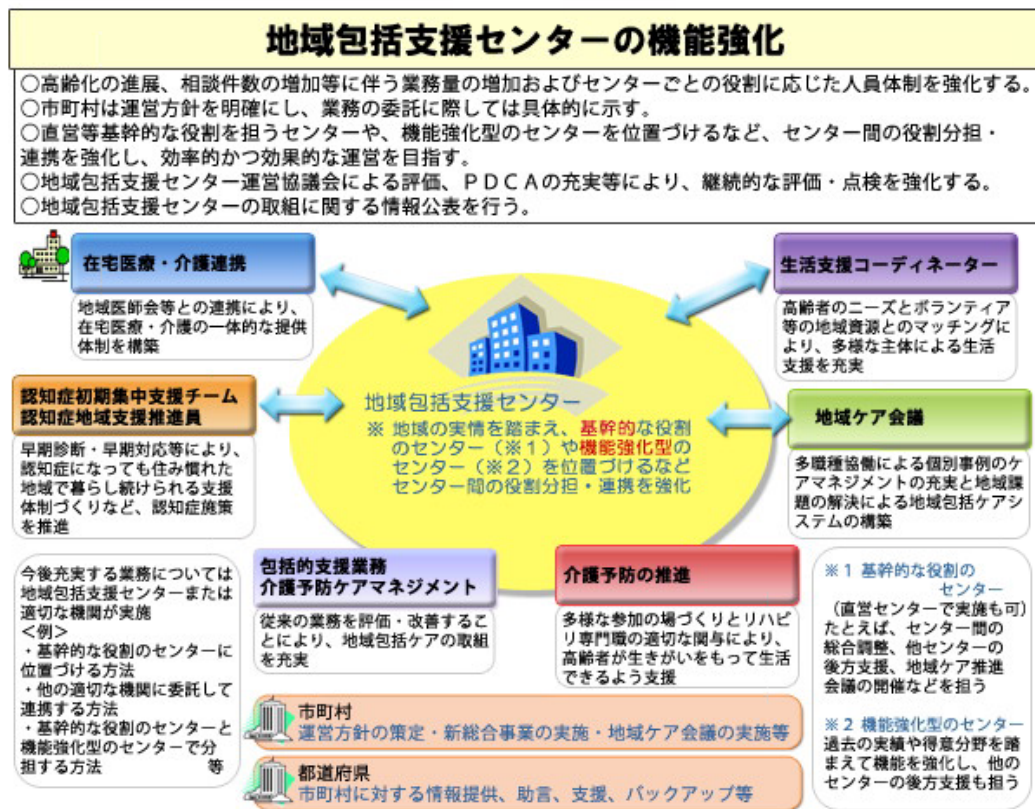 地域包括支援センターの機能強化
○高齢化の進展、相談件数の増加等に伴う業務量の増加およびセンターごとの役割に応じた人員体制を強化する。
○市町村は運営方針を明確にし、業務の委託に際しては具体的に示す。
○直営等基幹的な役割を担うセンターや、機能強化型のセンターを位置づけるなど、センター間の役割分担・
連携を強化し、効率的かつ効果的な運営を目指す。
○地域包括支援センター運営協議会による評価、ＰＤＣＡの充実等により、継続的な評価・点検を強化する。
○地域包括支援センターの取組に関する情報公表を行う。
在宅医療・介護連携
地域医師会等との連携により、
在宅医療・介護の一体的な提供
体制を構築
生活支援コーディネーター
高齢者のニーズとボランティア
等の地域資源とのマッチングに
より、多様な主体による生活
支援を充実
認知症初期集中支援チーム
認知症地域支援推進員
早期診断・早期対応等により、
認知症になっても住み慣れた
地域で暮らし続けられる支援
体制づくりなど、認知症施策
を推進
地域包括支援センター
※ 地域の実情を踏まえ、基幹的な役割
のセンター（※１）や機能強化型の
センター（※２）を位置づけるなど
センター間の役割分担・連携を強化
地域ケア会議
多職種協働による個別事例のケ
アマネジメントの充実と地域課
題の解決による地域包括ケアシ
ステムの構築
包括的支援業務
介護予防ケアマネジメント
従来の業務を評価・改善するこ
とにより、地域包括ケアの取組
を充実
介護予防の推進
多様な参加の場づくりとリハビ
リ専門職の適切な関与により、
高齢者が生きがいをもって生活
できるよう支援
今後充実する業務については
地域包括支援センターまたは
適切な機関が実施
＜例＞
・基幹的な役割のセンターに
位置づける方法
・他の適切な機関に委託して
連携する方法
・基幹的な役割のセンターと
機能強化型のセンターで分
担する方法 等
※１ 基幹的な役割の
センター
（直営センターで実施も可）
たとえば、センター間の
総合調整、他センターの
後方支援、地域ケア推進
会議の開催などを担う
※２ 機能強化型のセンター
過去の実績や得意分野を踏
まえて機能を強化し、他の
センターの後方支援も担う
市町村
運営方針の策定・新総合事業の実施・地域ケア会議の実施等
都道府県
市町村に対する情報提供、助言、支援、バックアップ等